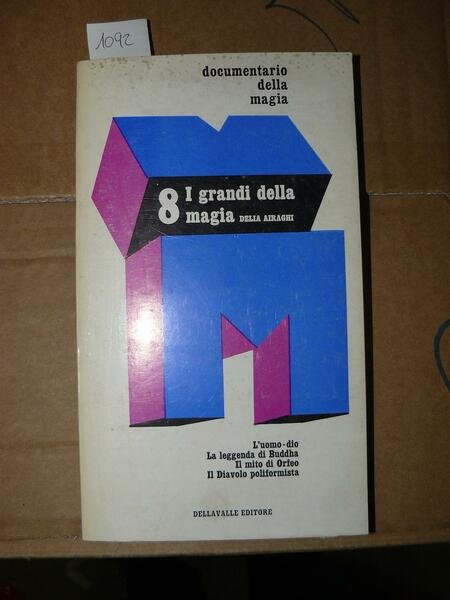 1092
documentario
della
magia
8 I grandi della
magia DELIA AIRAGHI
L'uomo-dio
La leggenda di Buddha
Il mito di Orfeo
Il Diavolo poliformista
DELLAVALLE EDITORE